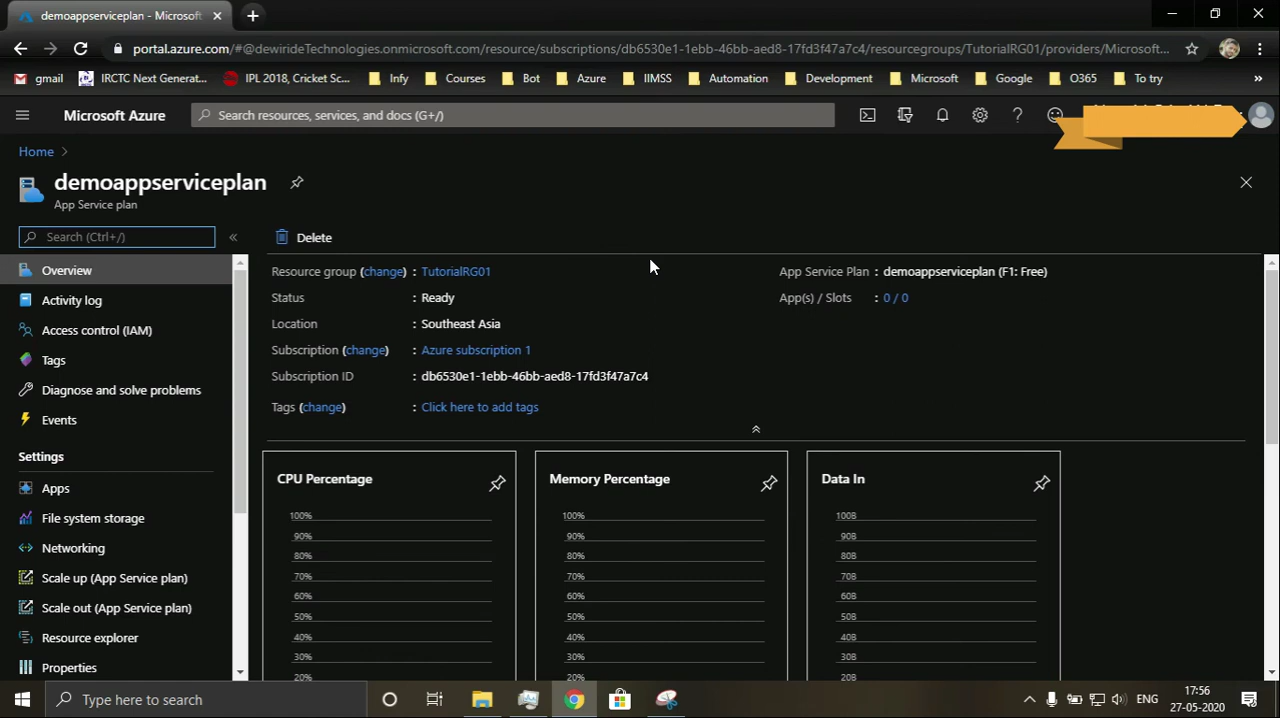 demoappserviceplan - Microsoft
portal.azure.com/#@dewirideTechnologies.onmicrosoft.com/resource/subscriptions/db6530e1-1ebb-46bb-aed8-17fd3f47a7c4/resourcegroups/TutorialRG01/providers/Microsoft...
gmail IRCTC Next Generat... IPL 2018, Cricket Sc... Infy Courses Bot Azure IIMSS Automation Development Microsoft Google O365 To try
Microsoft Azure Search resources, services, and docs (G+/)
Home
demoappserviceplan
App Service plan
Search (Ctrl+/)
Overview
Activity log
Access control (IAM)
Tags
Diagnose and solve problems
Events
Settings
Apps
File system storage
Networking
Scale up (App Service plan)
Scale out (App Service plan)
Resource explorer
Properties
Delete
Resource group (change) : TutorialRG01
Status : Ready
Location : Southeast Asia
Subscription (change) : Azure subscription 1
Subscription ID : db6530e1-1ebb-46bb-aed8-17fd3f47a7c4
Tags (change) : Click here to add tags
App Service Plan : demoappserviceplan (F1: Free)
App(s) / Slots : 0 / 0
CPU Percentage
100%
90%
80%
70%
60%
50%
40%
30%
20%
Memory Percentage
100%
90%
80%
70%
60%
50%
40%
30%
20%
Data In
100B
90B
80B
70B
60B
50B
40B
30B
20B
Type here to search
ENG
17:56
27-05-2020